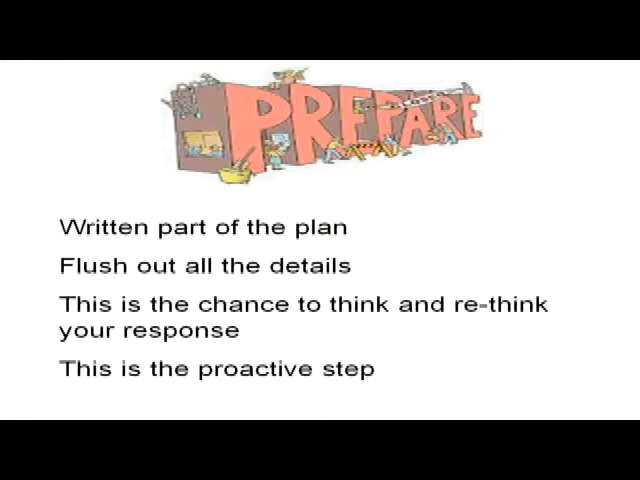 PREPARE
Written part of the plan
Flush out all the details
This is the chance to think and re-think
your response
This is the proactive step